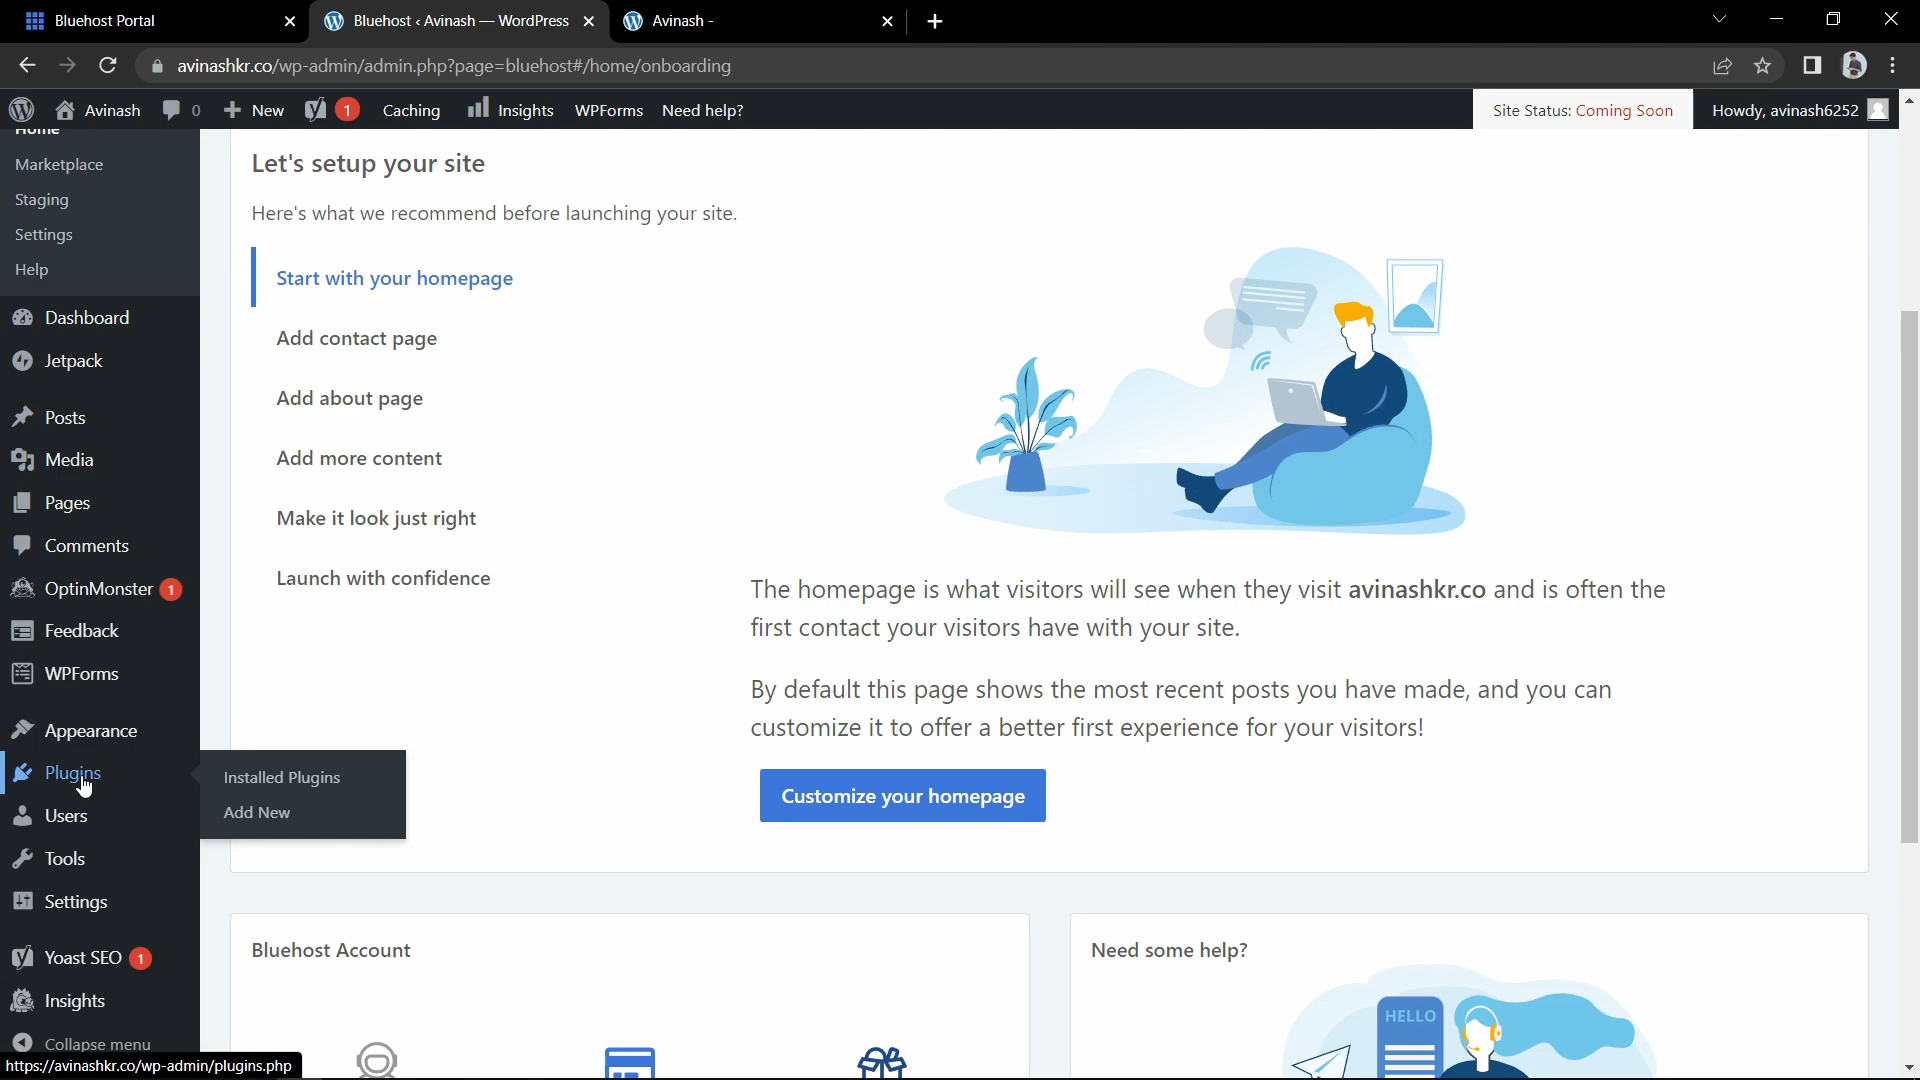 Bluehost Portal
Bluehost ‹ Avinash — WordPress
Avinash -
avinashkr.co/wp-admin/admin.php?page=bluehost#/home/onboarding
Avinash
0
New
1
Caching
Insights
WPForms
Need help?
Site Status: Coming Soon
Howdy, avinash6252
Home
Marketplace
Staging
Settings
Help
Dashboard
Jetpack
Posts
Media
Pages
Comments
OptinMonster 1
Feedback
WPForms
Appearance
Plugins
Installed Plugins
Add New
Users
Tools
Settings
Yoast SEO 1
Insights
Collapse menu
https://avinashkr.co/wp-admin/plugins.php
Let's setup your site
Here's what we recommend before launching your site.
Start with your homepage
Add contact page
Add about page
Add more content
Make it look just right
Launch with confidence
The homepage is what visitors will see when they visit avinashkr.co and is often the
first contact your visitors have with your site.
By default this page shows the most recent posts you have made, and you can
customize it to offer a better first experience for your visitors!
Customize your homepage
Bluehost Account
Need some help?
HELLO